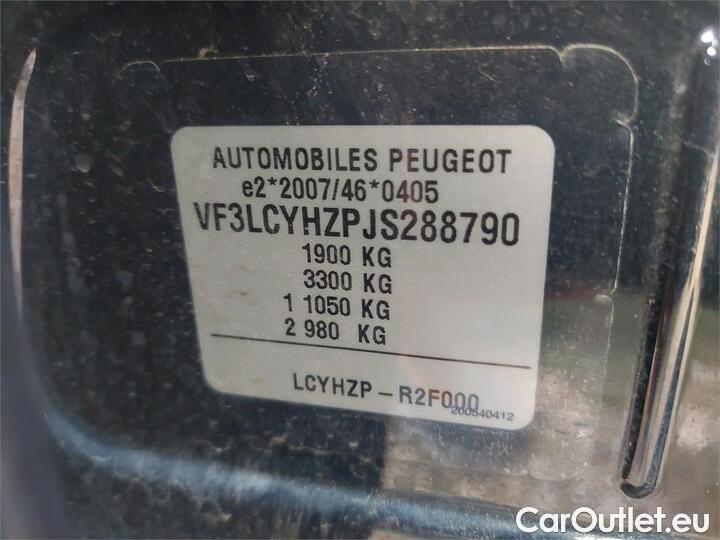 AUTOMOBILES PEUGEOT
e2*2007/46*0405
VF3LCYHZPJS288790
1900 KG
3300 KG
1 1050 KG
2 980 KG
LCYHZP - R2F000
200540412
CarOutlet.eu